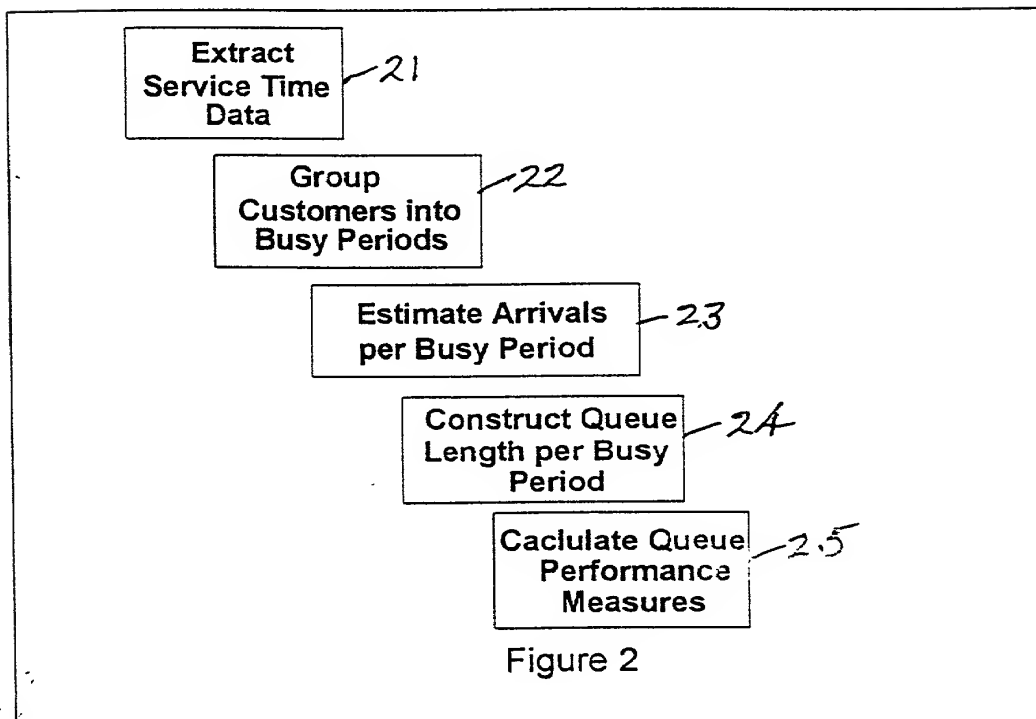 Extract
Service Time
Data
21
Group
Customers into
Busy Periods
22
Estimate Arrivals
per Busy Period
23
Construct Queue
Length per Busy
Period
24
Caclulate Queue
Performance
Measures
25
Figure 2